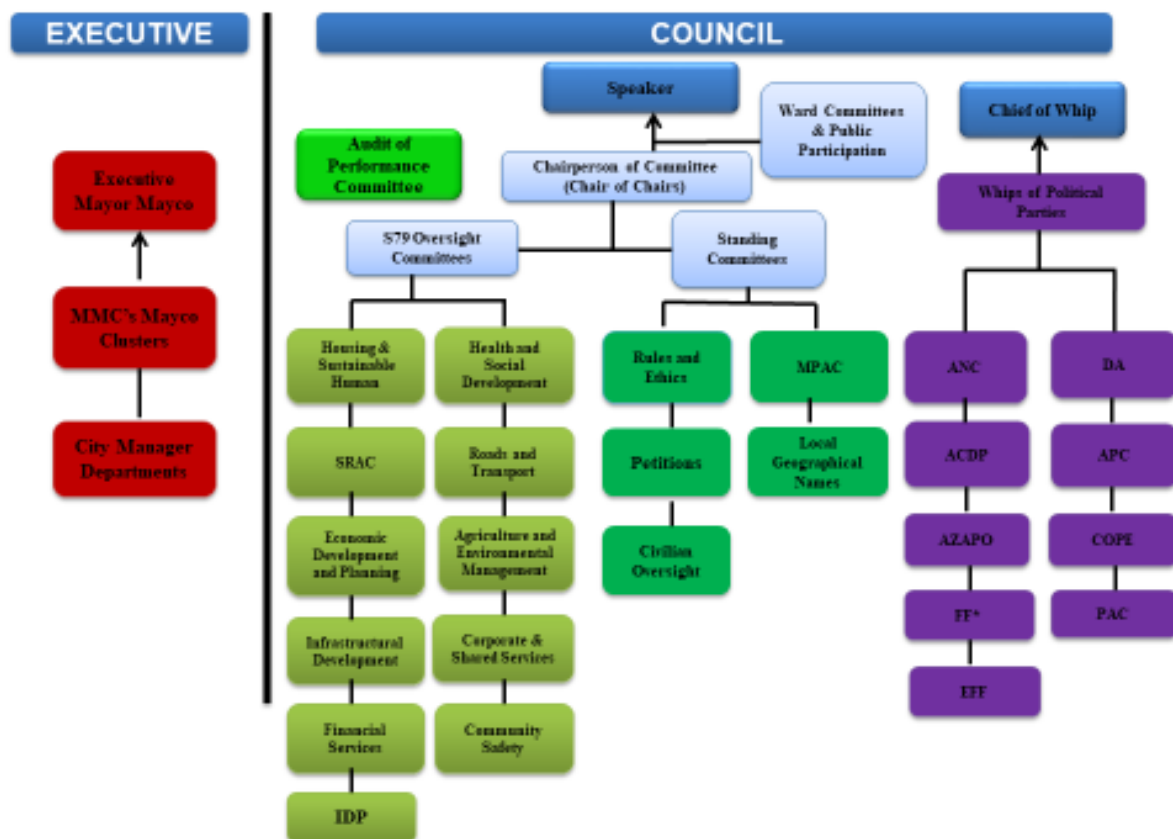 EXECUTIVE
COUNCIL
Speaker
Ward Committees
& Public
Participation
Chief of Whip
Audit of
Performance
Committee
Chairperson of Committee
(Chair of Chairs)
Executive
Mayor Mayco
Whips of Political
Parties
S79 Oversight
Committees
Standing
Committees
MMC's Mayco
Clusters
City Manager
Departments
Housing &
Sustainable
Human
Health and
Social
Development
Rules and
Ethics
MPAC
ANC
DA
SRAC
Roads and
Transport
Petitions
Local
Geographical
Names
ACDP
APC
Economic
Development
and Planning
Agriculture and
Environmental
Management
Civilian
Oversight
AZAPO
COPE
Infrastructural
Development
Corporate &
Shared Services
FF+
PAC
Financial
Services
Community
Safety
EFF
IDP